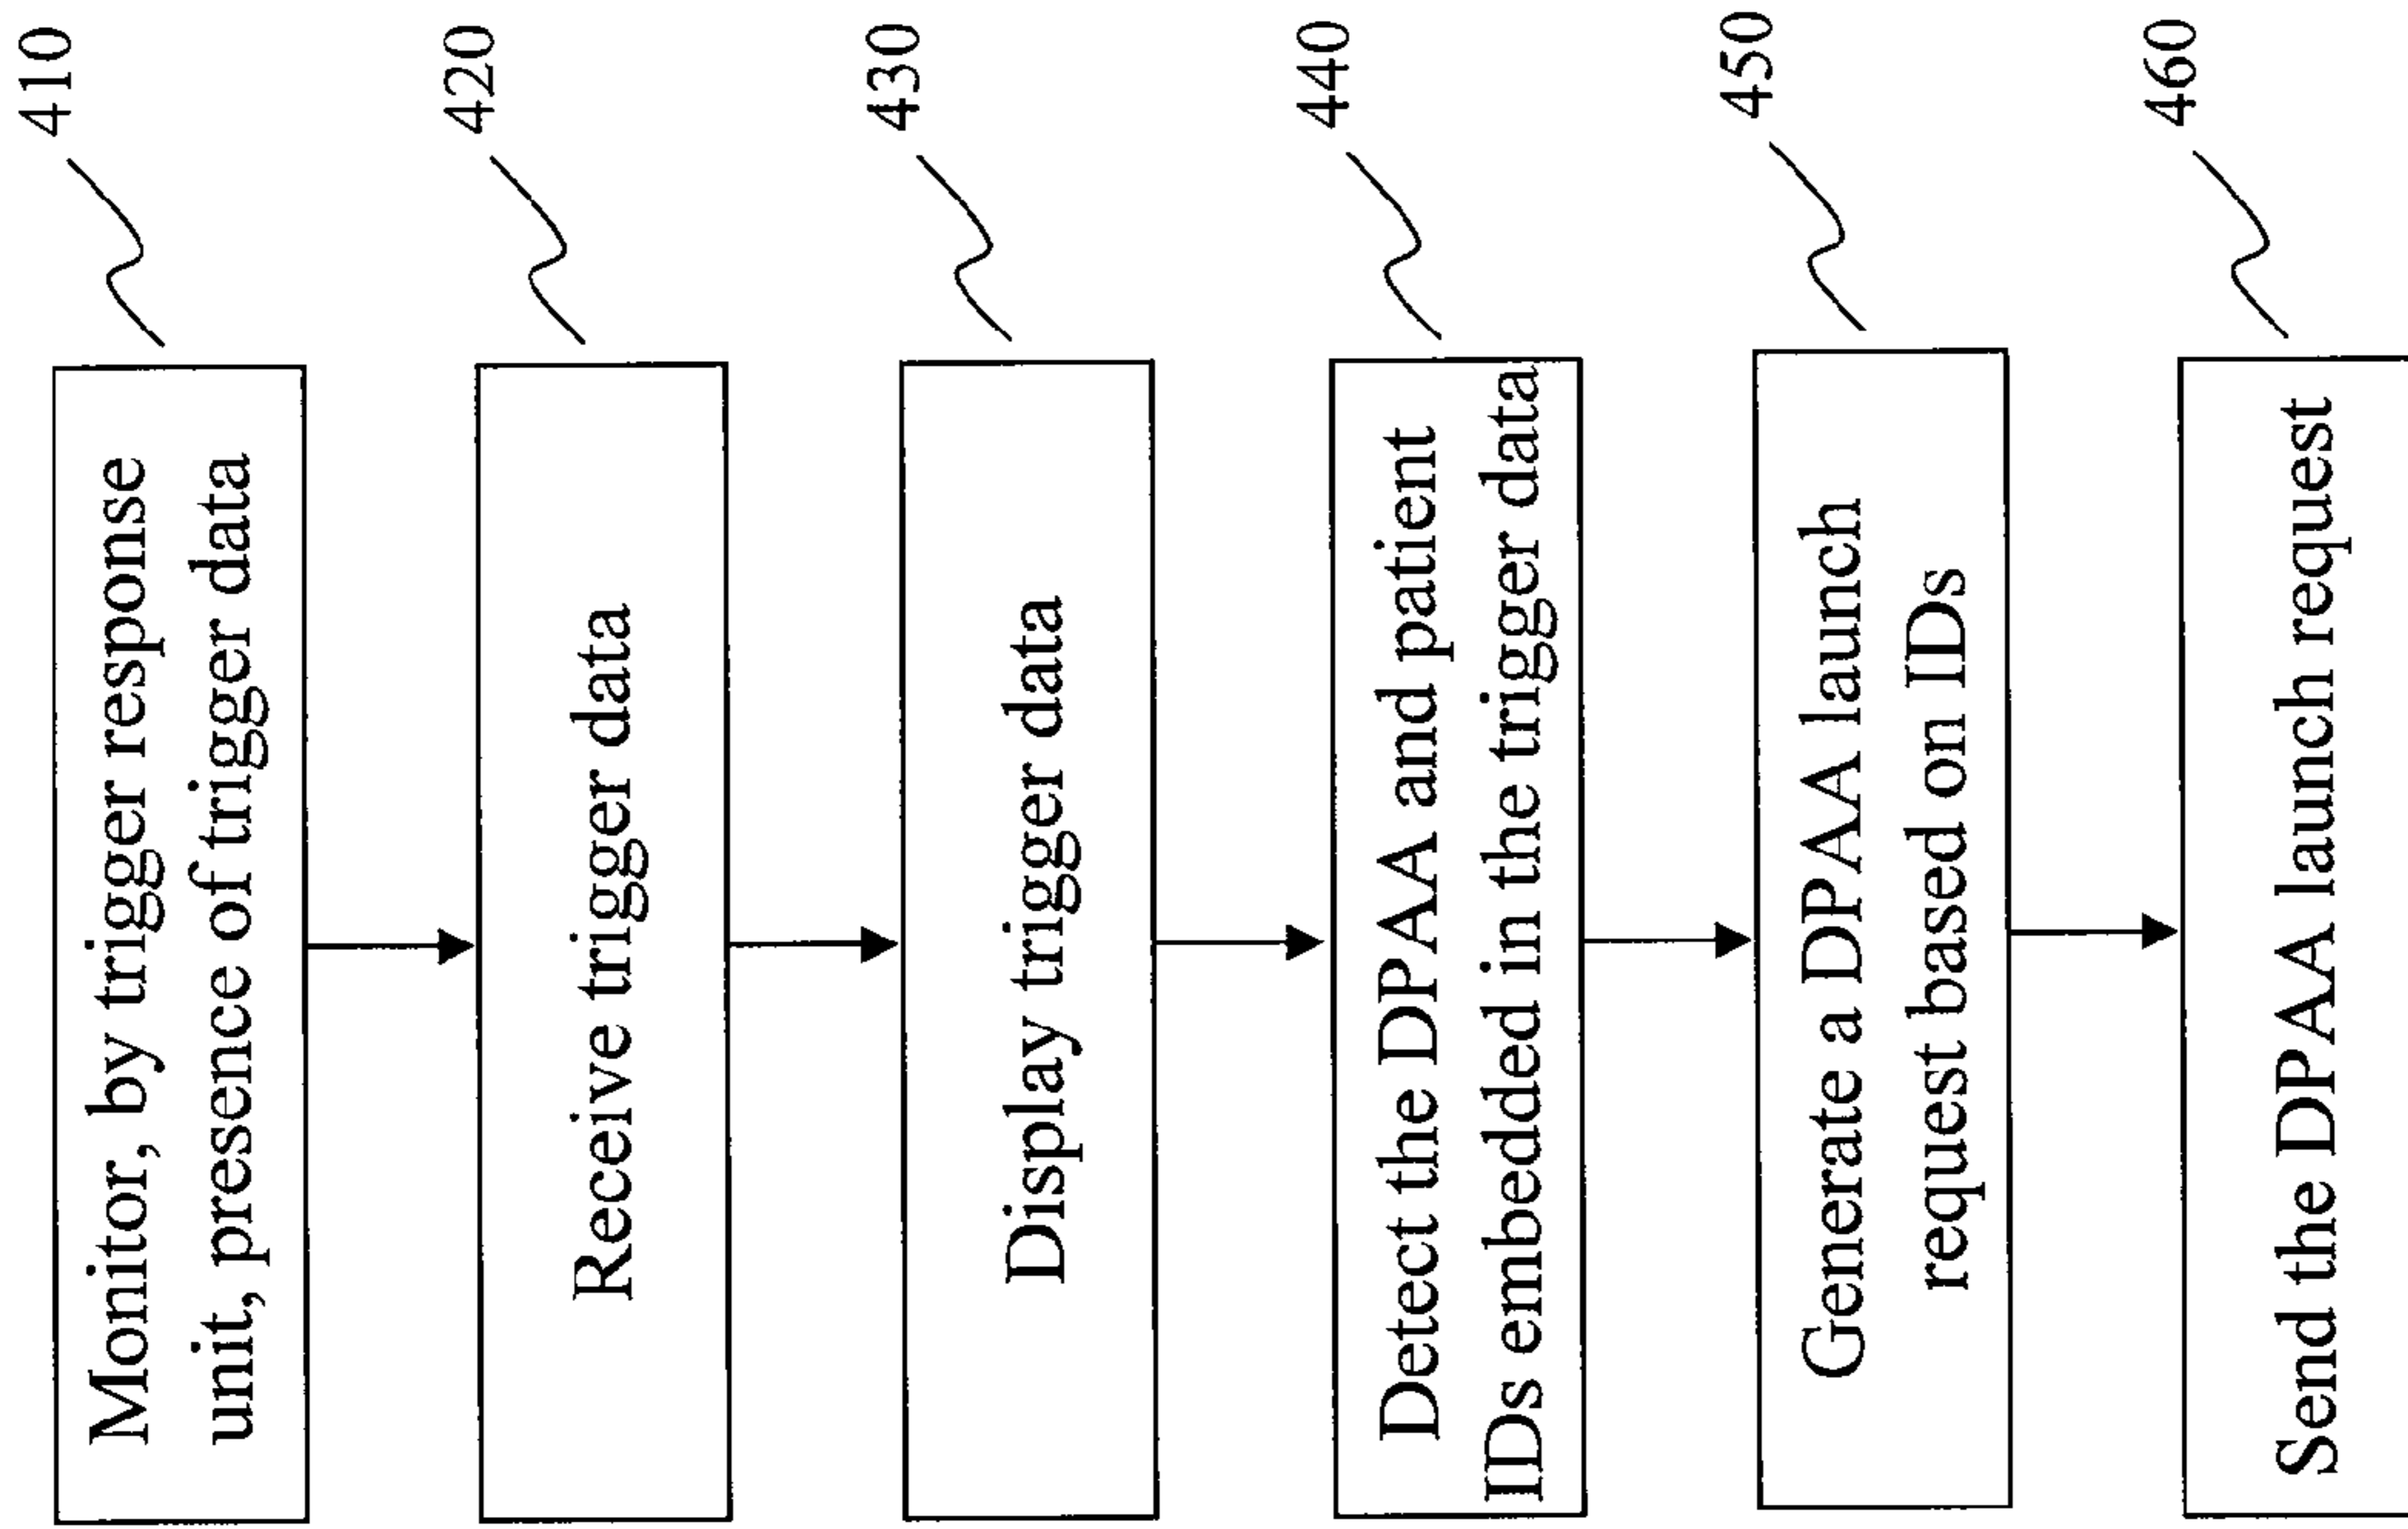 Monitor, by trigger response
unit, presence of trigger data
410
Receive trigger data
420
Display trigger data
430
Detect the DPAA and patient
IDs embedded in the trigger data
440
Generate a DPAA launch
request based on IDs
450
Send the DPAA launch request
460